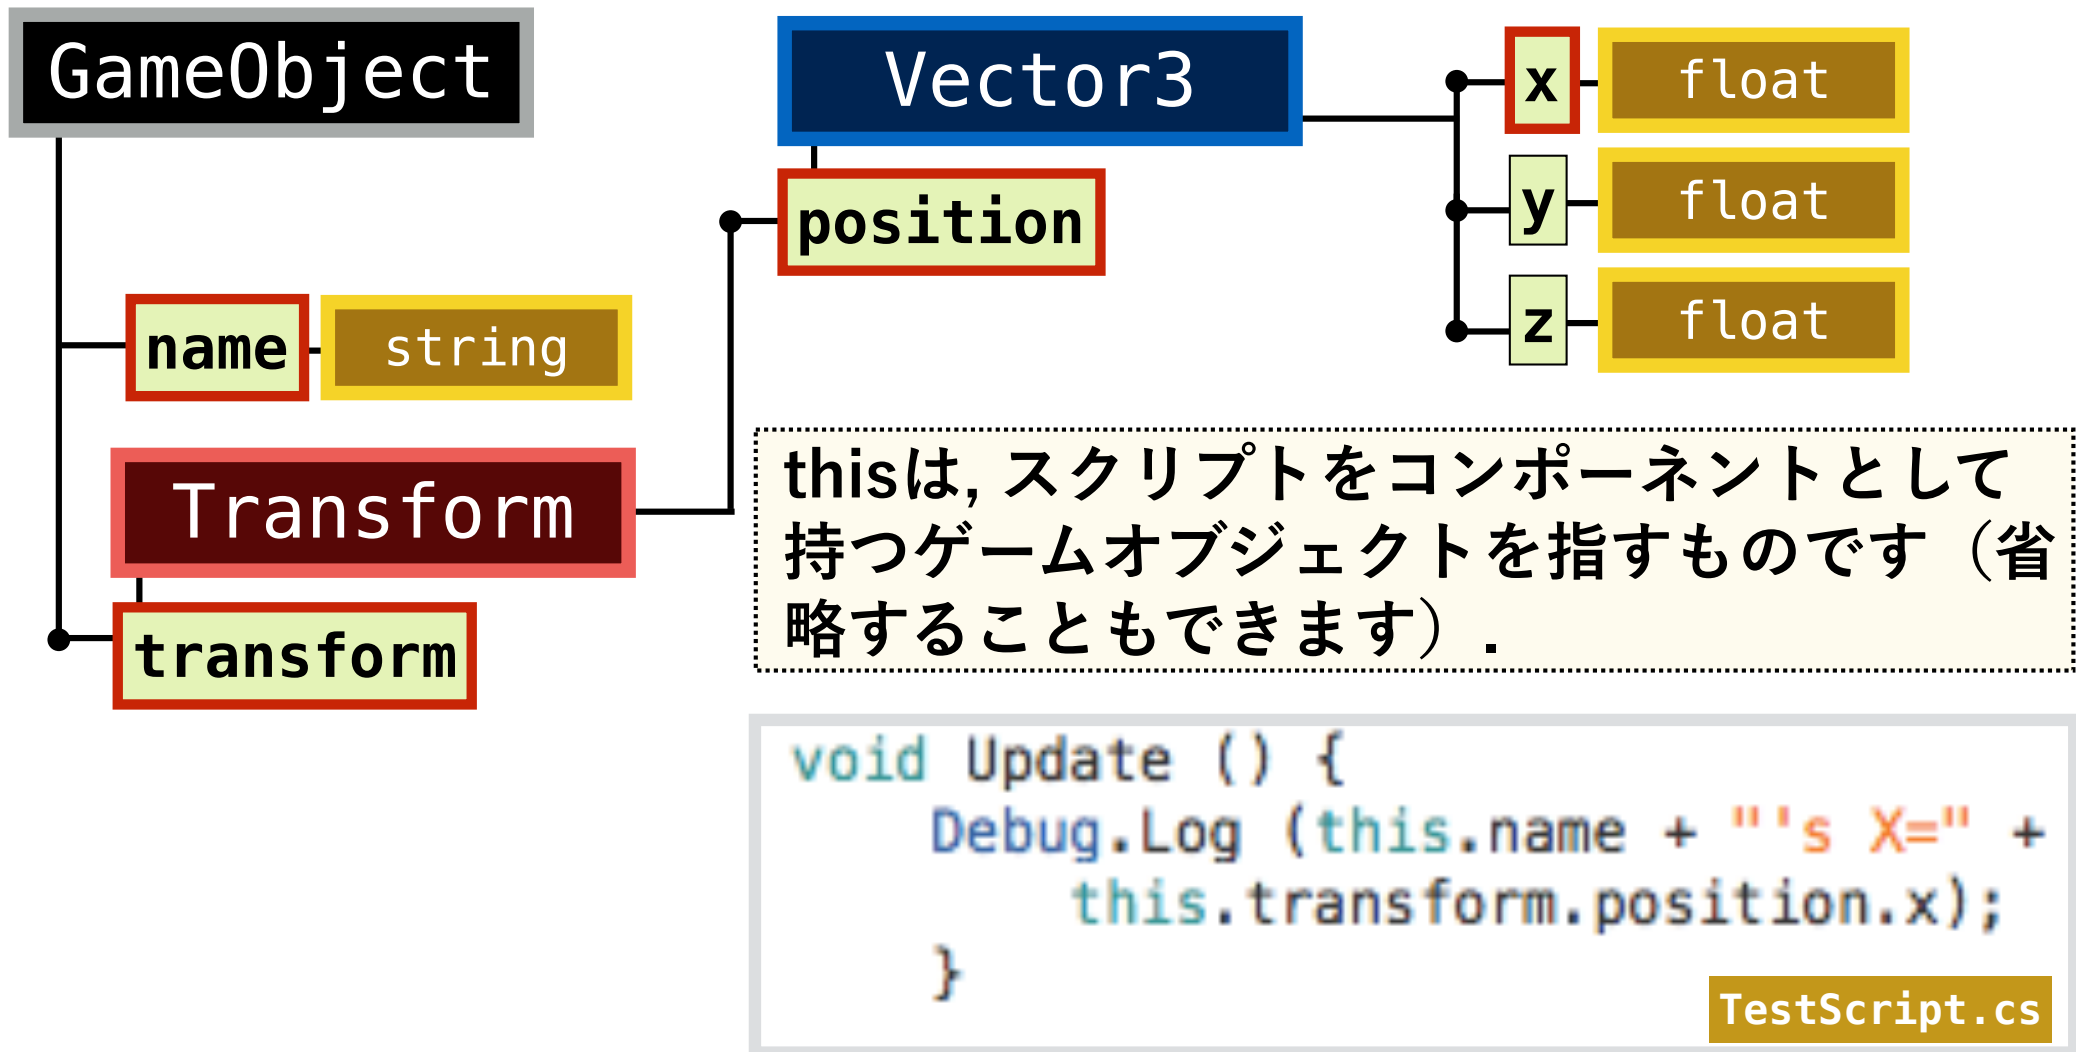 GameObject
name
string
Transform
transform
Vector3
position
x
float
y
float
z
float
thisは, スクリプトをコンポーネントとして
持つゲームオブジェクトを指すものです（省
略することもできます）.
void Update () {
Debug.Log (this.name + "'s X=" +
this.transform.position.x);
}
TestScript.cs